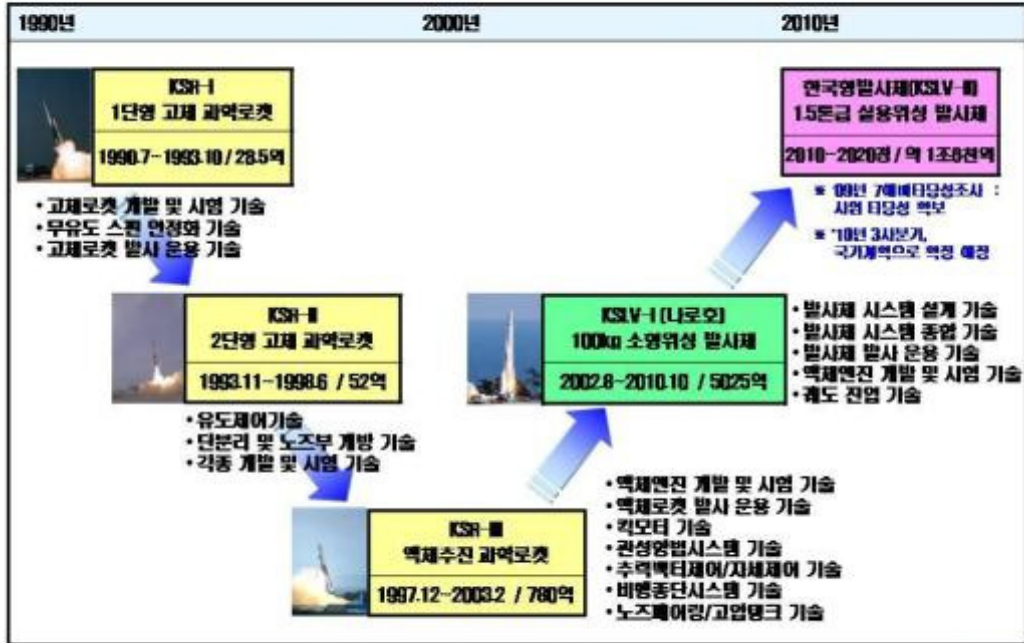 1990년
2000년
2010년
KSR-I
1단형 고체 과학로켓
1990.7~1993.10 / 28.5억
• 고체로켓 개발 및 시험 기술
• 무유도 스핀 안정화 기술
• 고체로켓 발사 운용 기술
KSR-II
2단형 고체 과학로켓
1993.11~1998.6 / 52억
• 유도제어기술
• 단분리 및 노즈부 개방 기술
• 각종 개발 및 시험 기술
KSR-III
액체추진 과학로켓
1997.12~2003.2 / 780억
• 액체엔진 개발 및 시험 기술
• 액체로켓 발사 운용 기술
• 킥모터 기술
• 관성항법시스템 기술
• 추력벡터제어/자세제어 기술
• 비행종단시스템 기술
• 노즈페어링/고압탱크 기술
KSLV-I (나로호)
100kg 소형위성 발사체
2002.8~2010.10 / 5025억
• 발사체 시스템 설계 기술
• 발사체 시스템 종합 기술
• 발사체 발사 운용 기술
• 액체엔진 개발 및 시험 기술
• 궤도 진입 기술
한국형발사체(KSLV-II)
1.5톤급 실용위성 발사체
2010~2020경 / 약 1조6천억
※ '09년 기예비타당성조사 :
타당성 확보
※ '10년 3사분기,
국가계획으로 확정 예정